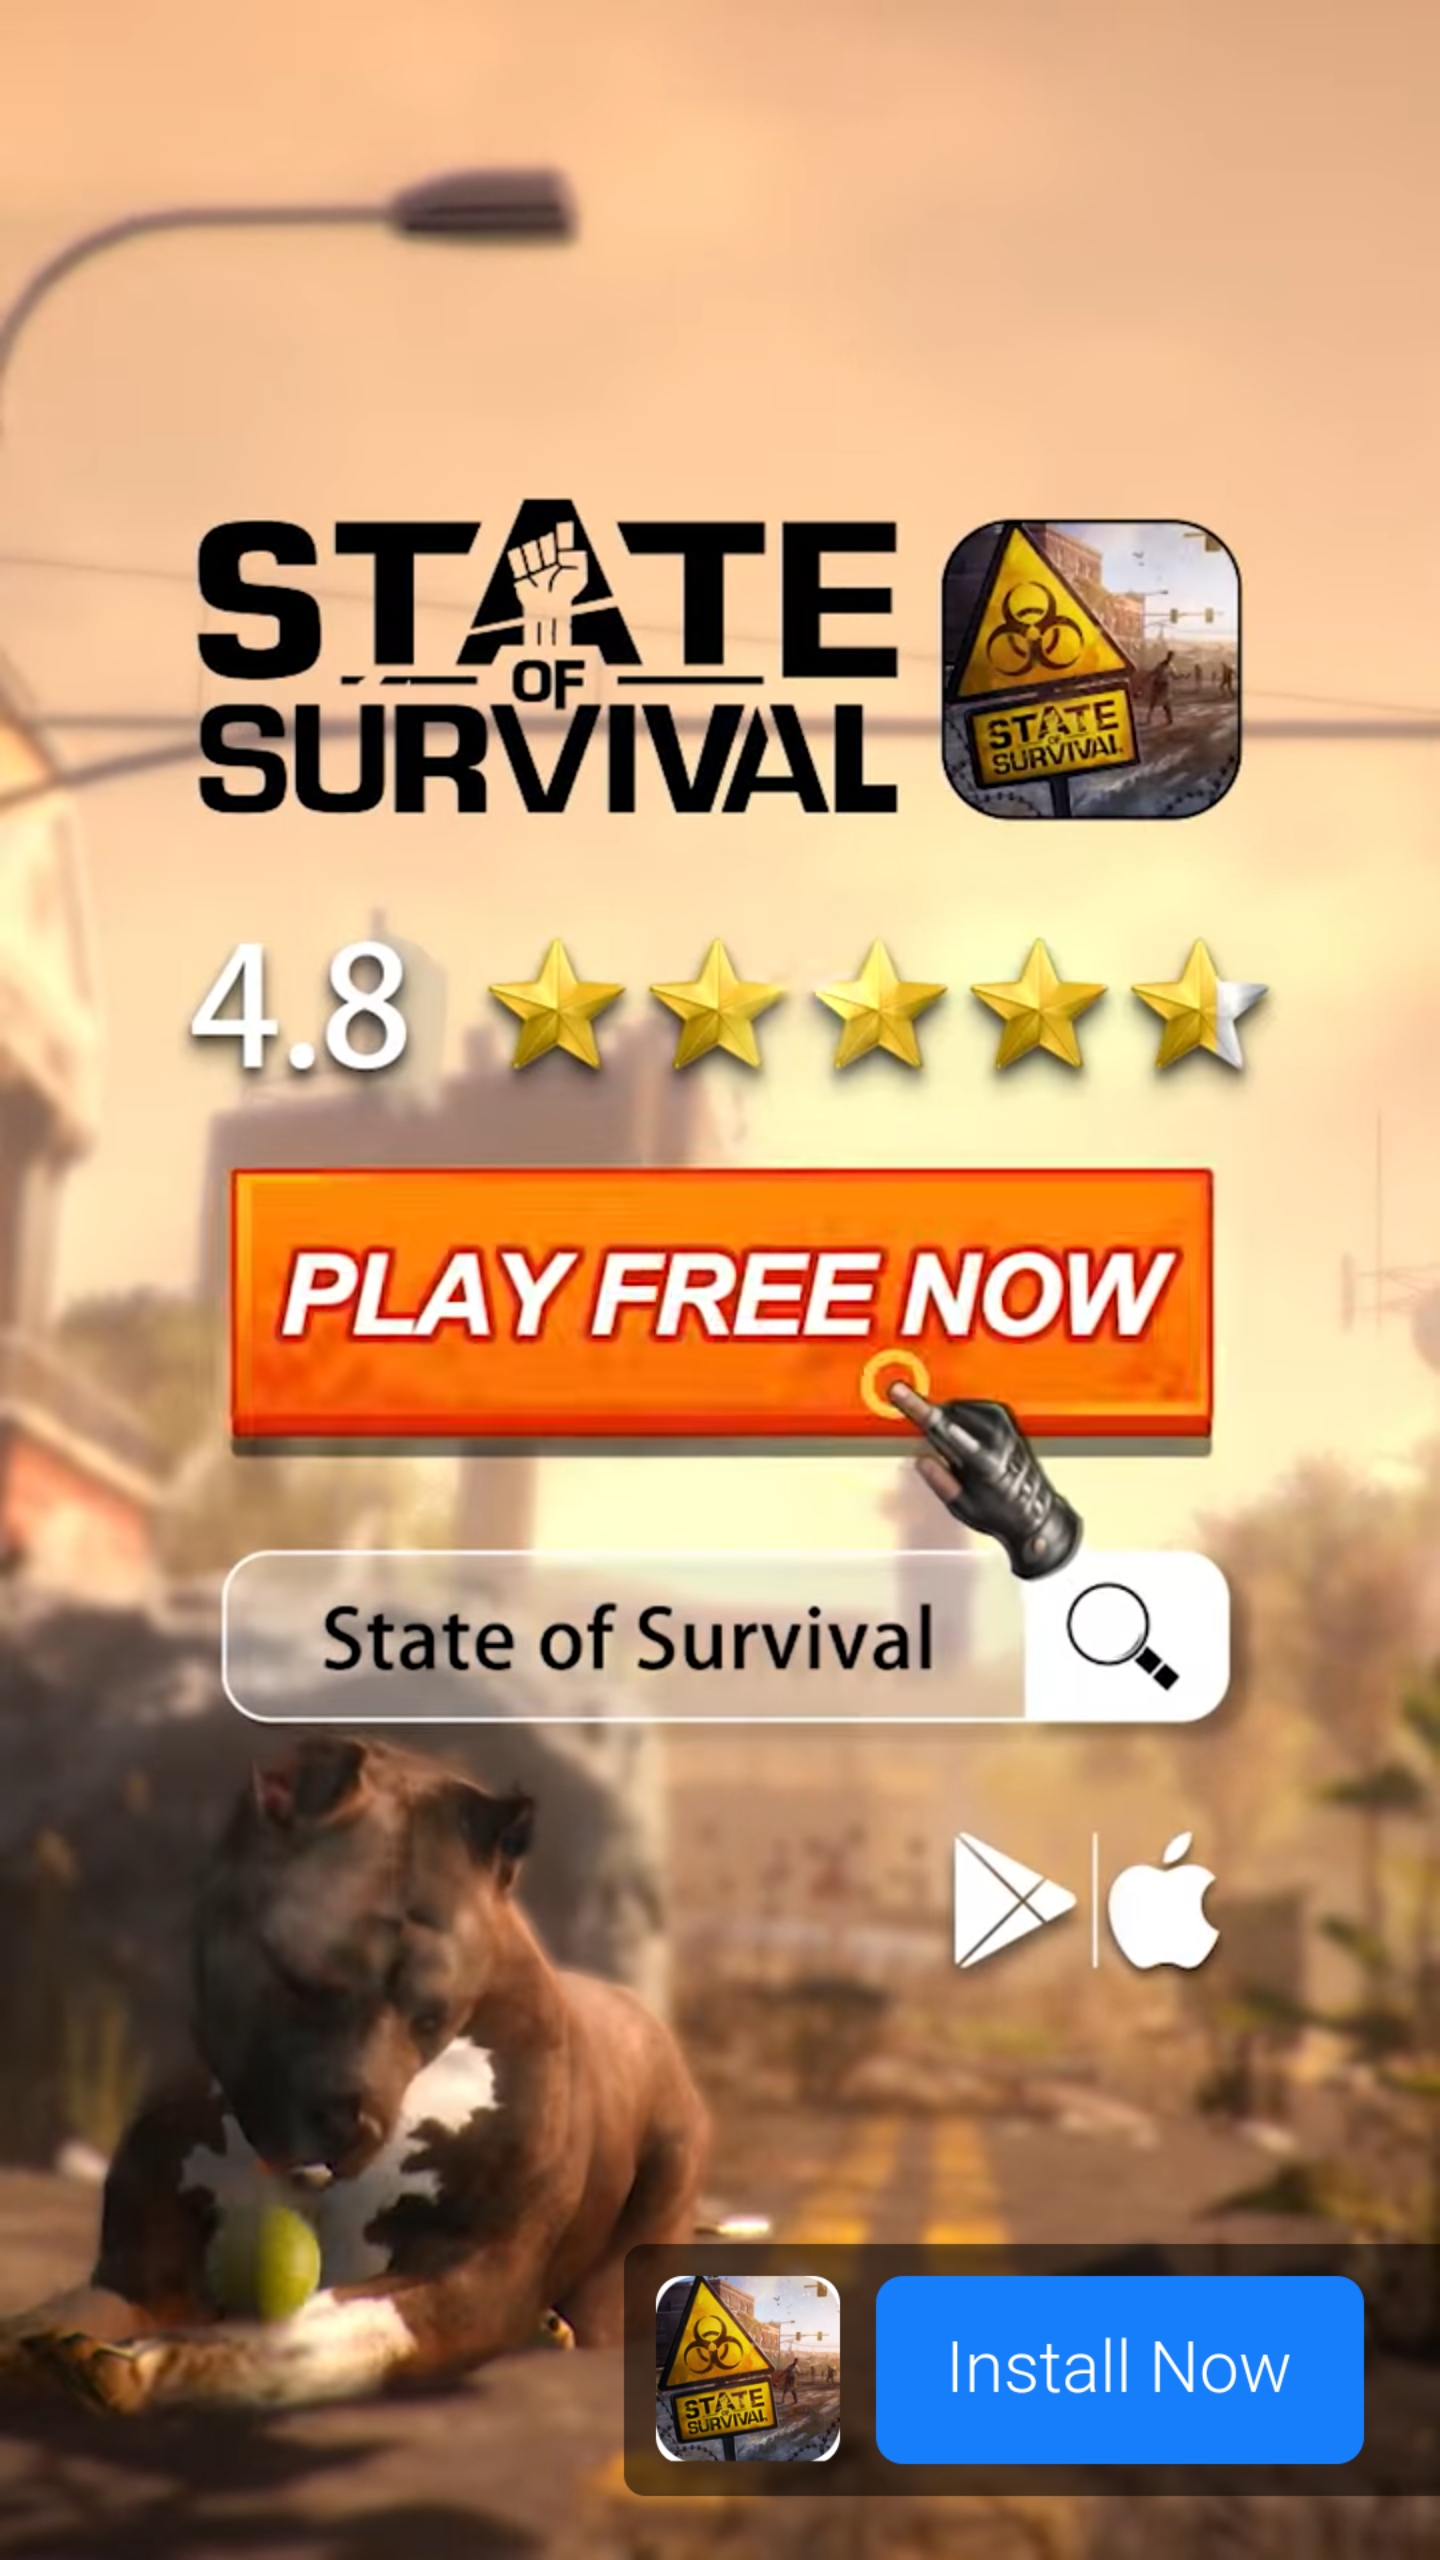 STATE
OF
SURVIVAL
STATE
OF
SURVIVAL
4.8
PLAY FREE NOW
State of Survival
STATE
OF
SURVIVAL
Install Now